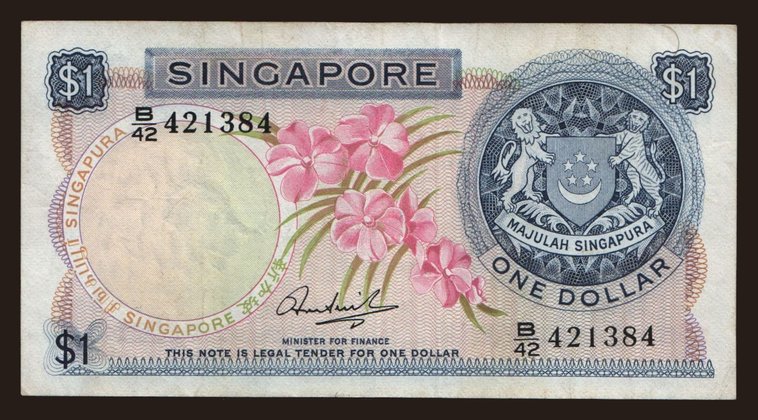 $1 SINGAPORE $1
B/42 421384
SINGAPURA
SINGAPORE
MAJULAH SINGAPURA
ONE DOLLAR
B/42 421384
MINISTER FOR FINANCE
THIS NOTE IS LEGAL TENDER FOR ONE DOLLAR
$1